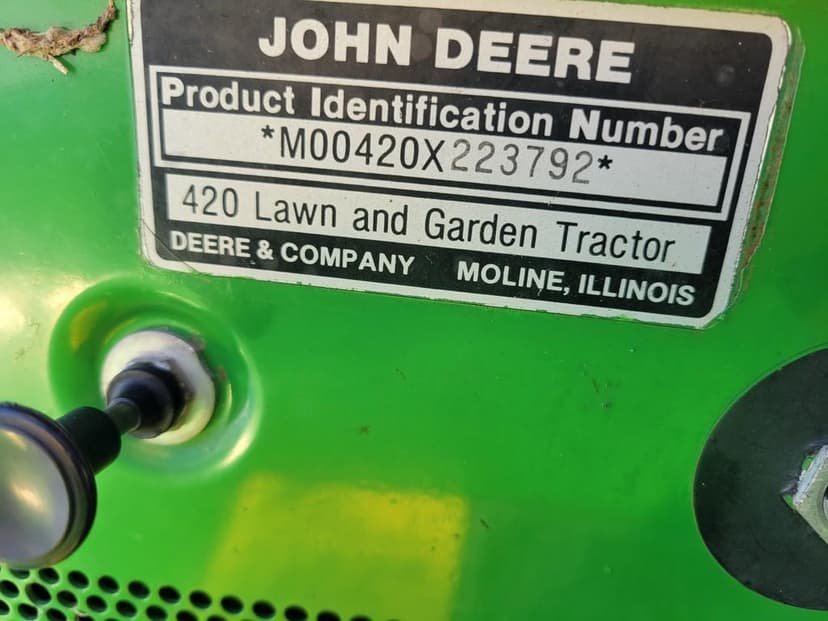 JOHN DEERE
Product Identification Number
*M00420X223792*
420 Lawn and Garden Tractor
DEERE & COMPANY MOLINE, ILLINOIS